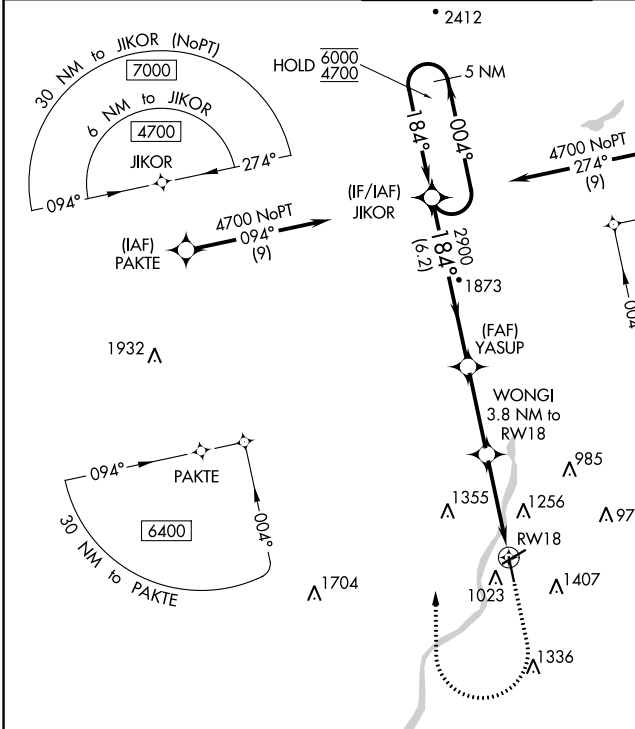 2412
30 NM to JIKOR (NoPT)
7000
6 NM to JIKOR
4700
JIKOR
094°
274°
HOLD 6000
4700
5 NM
184°
004°
4700 NoPT
274°
(9)
(IF/IAF)
JIKOR
4700 NoPT
094°
(9)
(IAF)
PAKTE
2900
184°
(6.2)
1873
004
1932
(FAF)
YASUP
WONGI
3.8 NM to
RW18
094°
PAKTE
004°
6400
30 NM to PAKTE
985
1355
1256
97
RW18
1704
1023
1407
1336